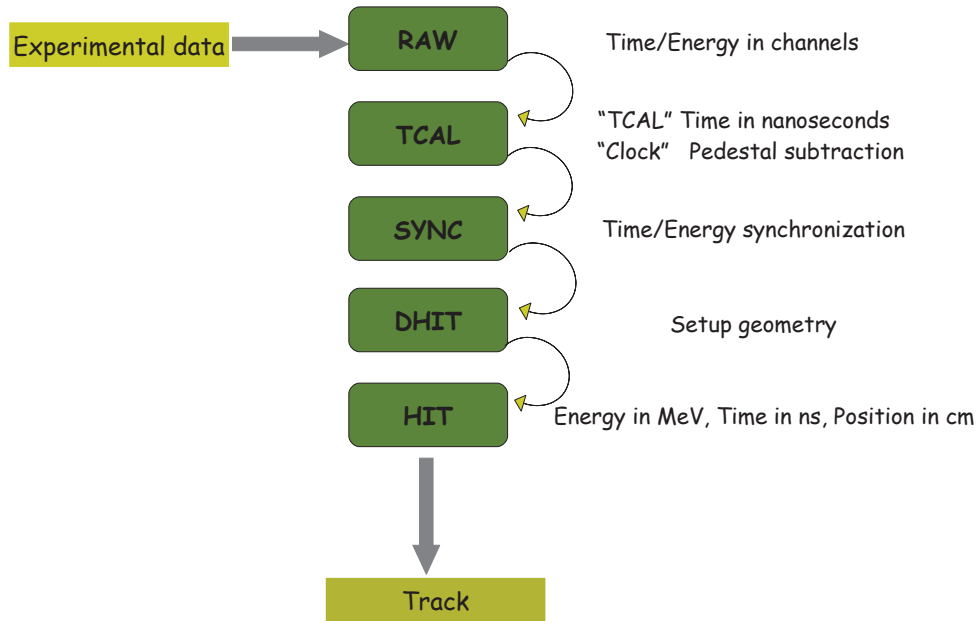 Experimental data
RAW
Time/Energy in channels
TCAL
“TCAL” Time in nanoseconds
“Clock” Pedestal subtraction
SYNC
Time/Energy synchronization
DHIT
Setup geometry
HIT
Energy in MeV, Time in ns, Position in cm
Track